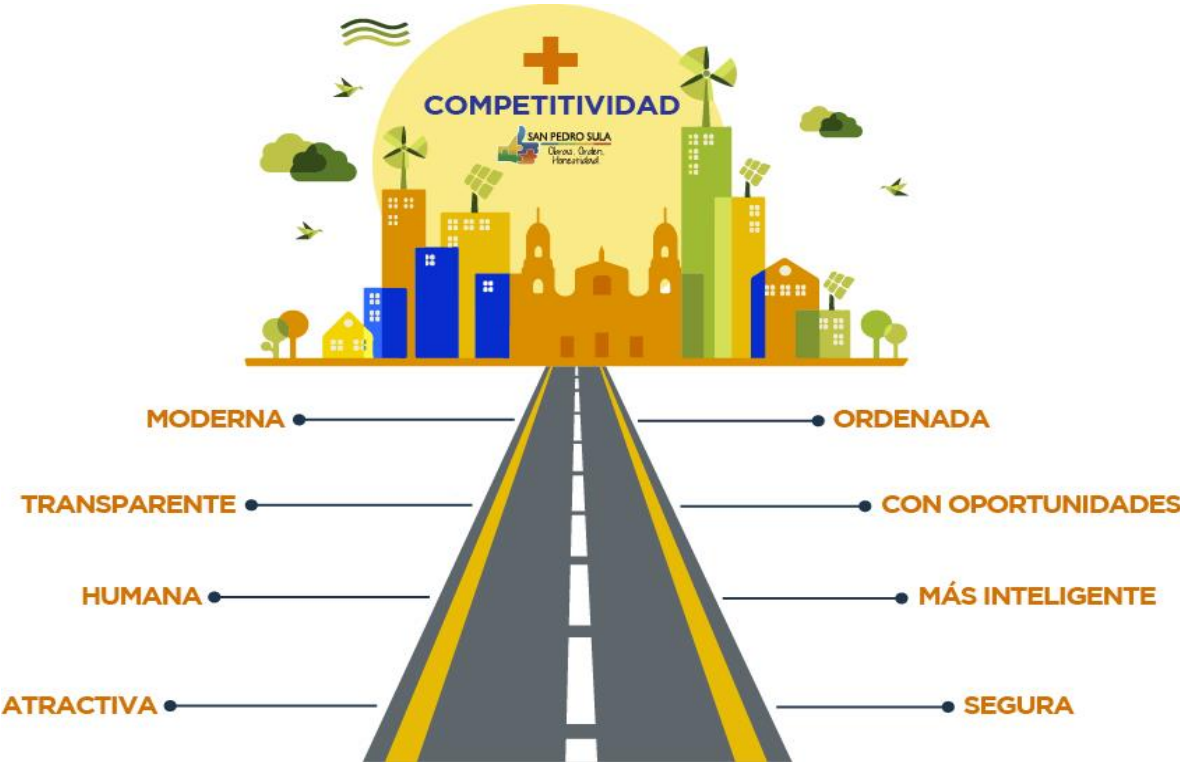 COMPETITIVIDAD
SAN PEDRO SULA
Obras, Orden,
Honestidad
MODERNA
ORDENADA
TRANSPARENTE
CON OPORTUNIDADES
HUMANA
MÁS INTELIGENTE
ATRACTIVA
SEGURA